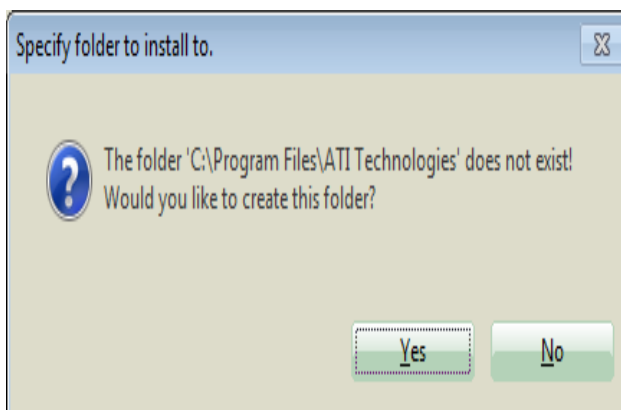 Specify folder to install to.
The folder 'C:\Program Files\ATI Technologies' does not exist!
Would you like to create this folder?
Yes
No